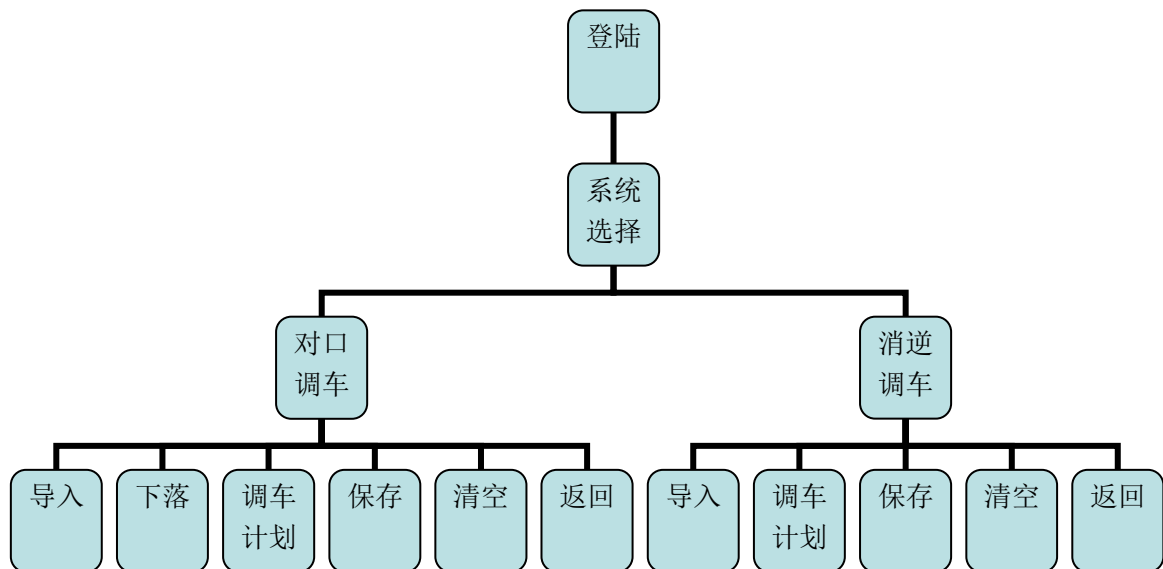 登陆
系统
选择
对口
调车
消逆
调车
导入
下落
调车
计划
保存
清空
返回
导入
调车
计划
保存
清空
返回